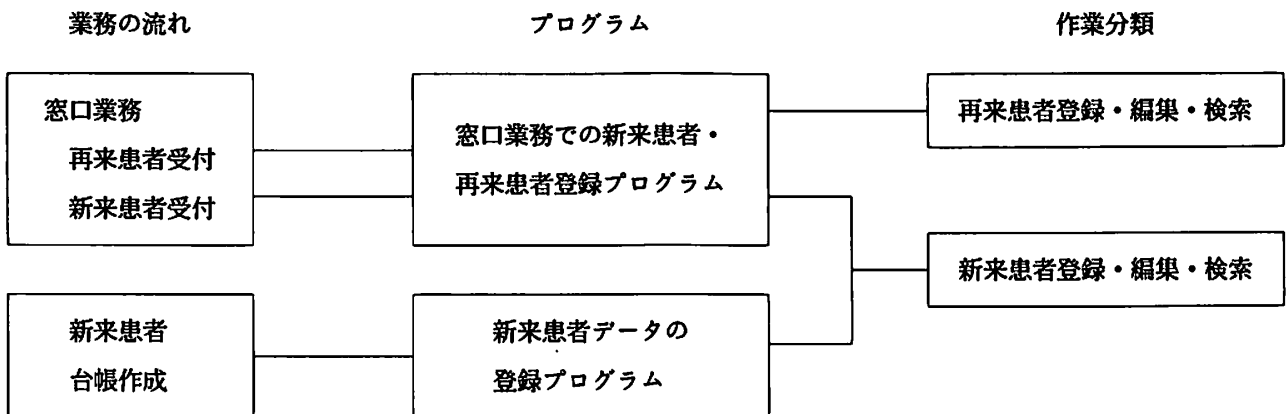 業務の流れ
プログラム
作業分類
窓口業務
再来患者受付
新来患者受付
窓口業務での新来患者・
再来患者登録プログラム
再来患者登録・編集・検索
新来患者登録・編集・検索
新来患者
台帳作成
新来患者データの
登録プログラム